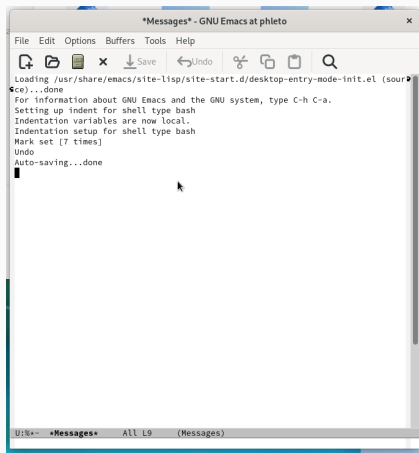 *Messages* - GNU Emacs at phleto
File Edit Options Buffers Tools Help
Save Undo
Loading /usr/share/emacs/site-lisp/site-start.d/desktop-entry-mode-init.el (sour
ce)...done
For information about GNU Emacs and the GNU system, type C-h C-a.
Setting up indent for shell type bash
Indentation variables are now local.
Indentation setup for shell type bash
Mark set [7 times]
Undo
Auto-saving...done
U:%*- *Messages* All L9 (Messages)